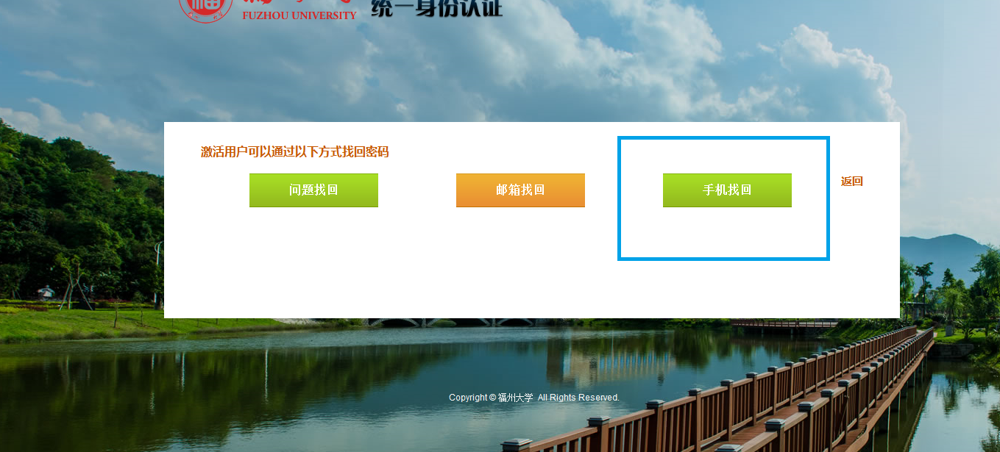 FUZHOU UNIVERSITY
统一身份认证
激活用户可以通过以下方式找回密码
问题找回
邮箱找回
手机找回
返回
Copyright © 福州大学 All Rights Reserved.